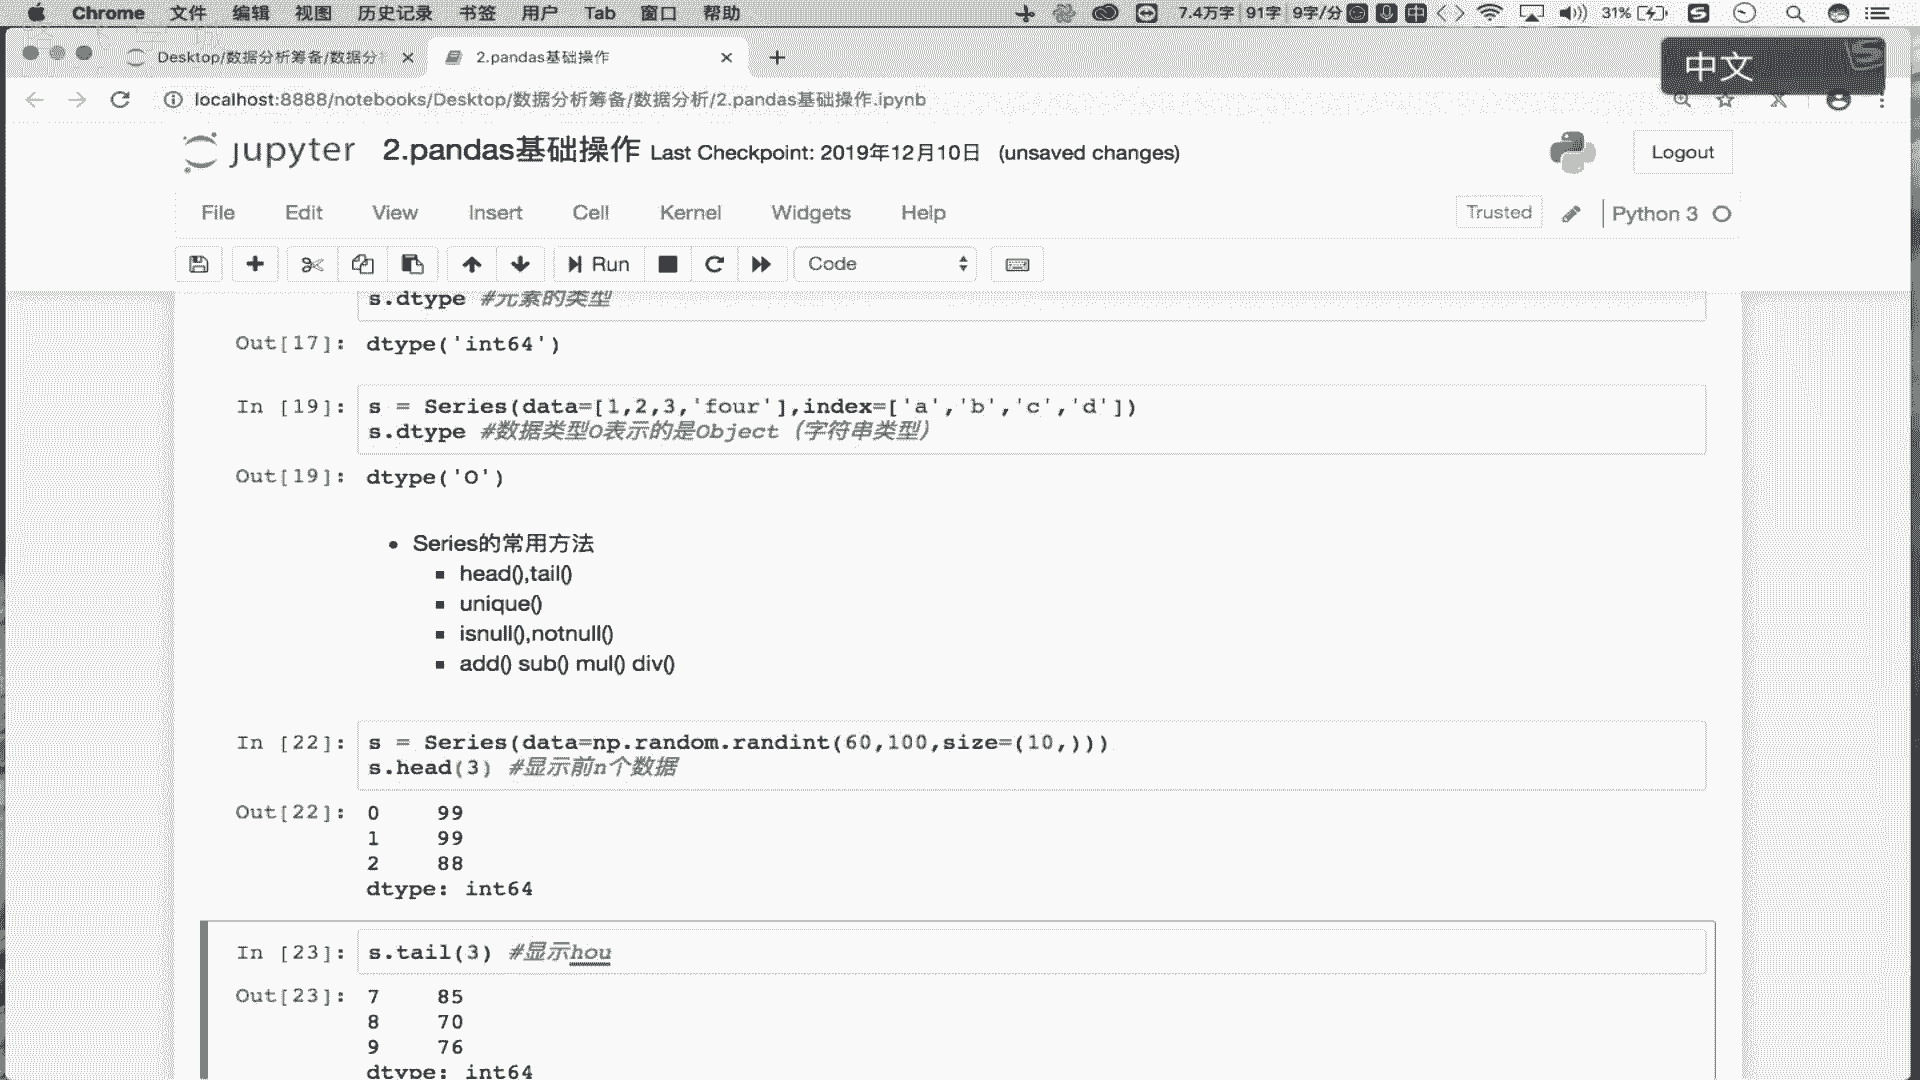 Chrome 文件 编辑 视图 历史记录 书签 用户 Tab 窗口 帮助 7.4万字 91字 9字/分 中 31%
Desktop/数据分析筹备/数据分 2.pandas基础操作
中文
localhost:8888/notebooks/Desktop/数据分析筹备/数据分析/2.pandas基础操作.ipynb
jupyter 2.pandas基础操作 Last Checkpoint: 2019年12月10日 (unsaved changes) Logout
File Edit View Insert Cell Kernel Widgets Help Trusted Python 3
Run Code
s.dtype #元素的类型
Out[17]: dtype('int64')
In [19]: s = Series(data=[1,2,3,'four'],index=['a','b','c','d'])
s.dtype #数据类型O表示的是Object（字符串类型）
Out[19]: dtype('O')
Series的常用方法
head(),tail()
unique()
isnull(),notnull()
add() sub() mul() div()
In [22]: s = Series(data=np.random.randint(60,100,size=(10,)))
s.head(3) #显示前n个数据
Out[22]: 0 99
1 99
2 88
dtype: int64
In [23]: s.tail(3) #显示hou
Out[23]: 7 85
8 70
9 76
dtype: int64